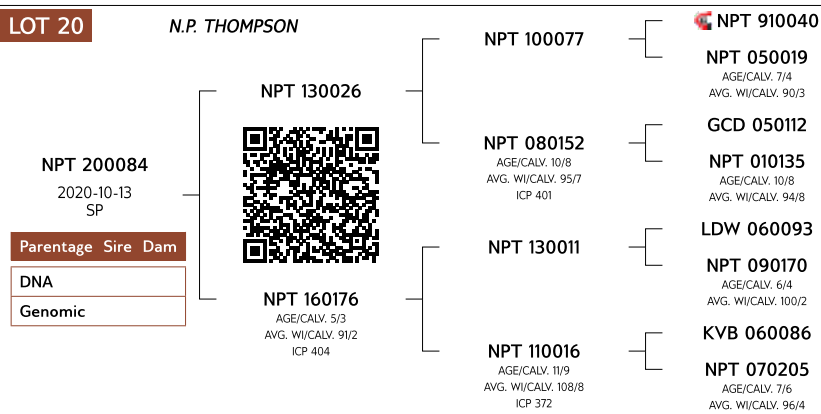 LOT 20
N.P. THOMPSON
NPT 200084
2020-10-13
SP
Parentage Sire Dam
DNA
Genomic
NPT 130026
NPT 160176
AGE/CALV. 5/3
AVG. WI/CALV. 91/2
ICP 404
NPT 100077
NPT 080152
AGE/CALV. 10/8
AVG. WI/CALV. 95/7
ICP 401
NPT 130011
NPT 110016
AGE/CALV. 11/9
AVG. WI/CALV. 108/8
ICP 372
NPT 910040
NPT 050019
AGE/CALV. 7/4
AVG. WI/CALV. 90/3
GCD 050112
NPT 010135
AGE/CALV. 10/8
AVG. WI/CALV. 94/8
LDW 060093
NPT 090170
AGE/CALV. 6/4
AVG. WI/CALV. 100/2
KVB 060086
NPT 070205
AGE/CALV. 7/6
AVG. WI/CALV. 96/4